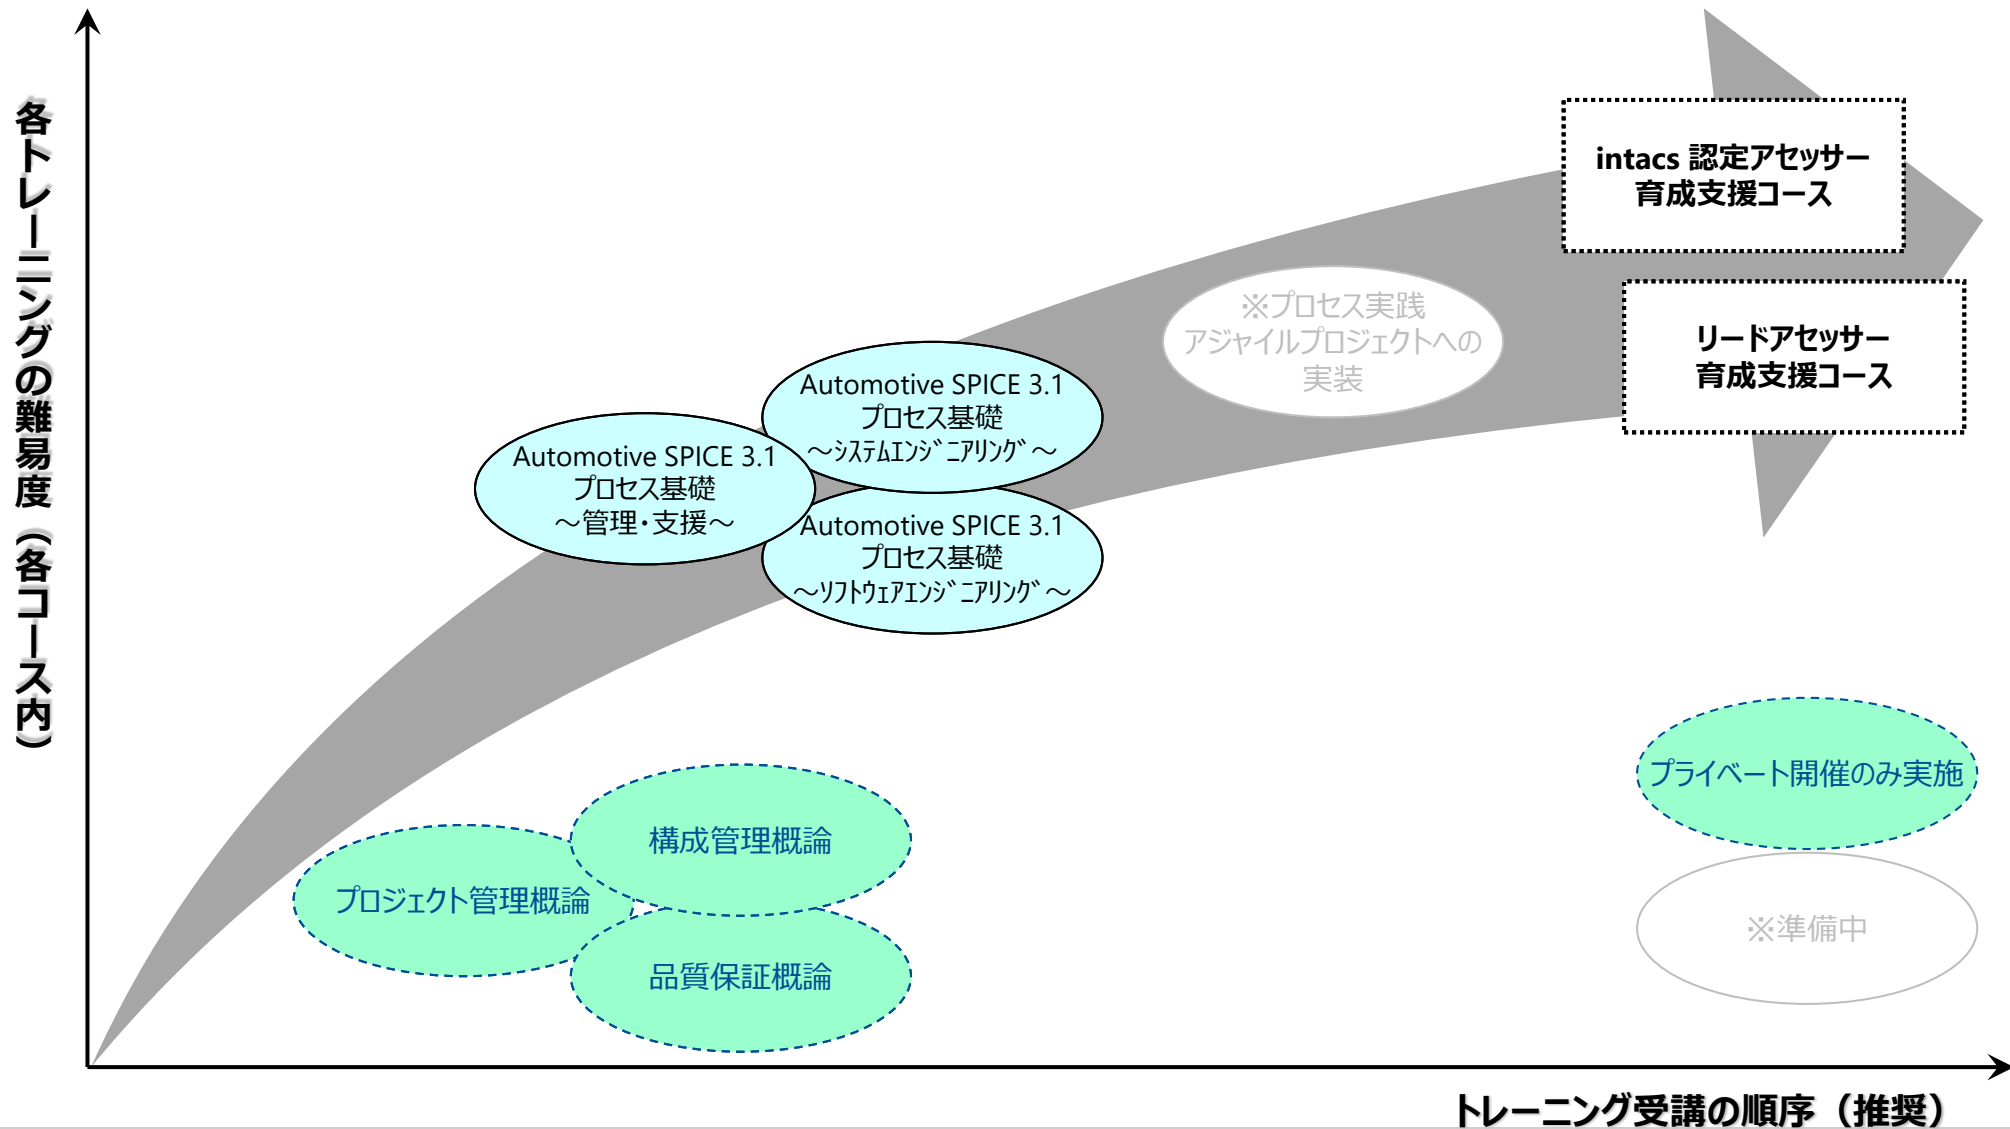 各トレーニングの難易度（各コース内）
intacs 認定アセッサー
育成支援コース
リードアセッサー
育成支援コース
※プロセス実践
アジャイルプロジェクトへの
実装
Automotive SPICE 3.1
プロセス基礎
～ｼｽﾃﾑｴﾝｼﾞﾆｱﾘﾝｸﾞ～
Automotive SPICE 3.1
プロセス基礎
～管理・支援～
Automotive SPICE 3.1
プロセス基礎
～ｿﾌﾄｳｪｱｴﾝｼﾞﾆｱﾘﾝｸﾞ～
プライベート開催のみ実施
構成管理概論
プロジェクト管理概論
※準備中
品質保証概論
トレーニング受講の順序（推奨）